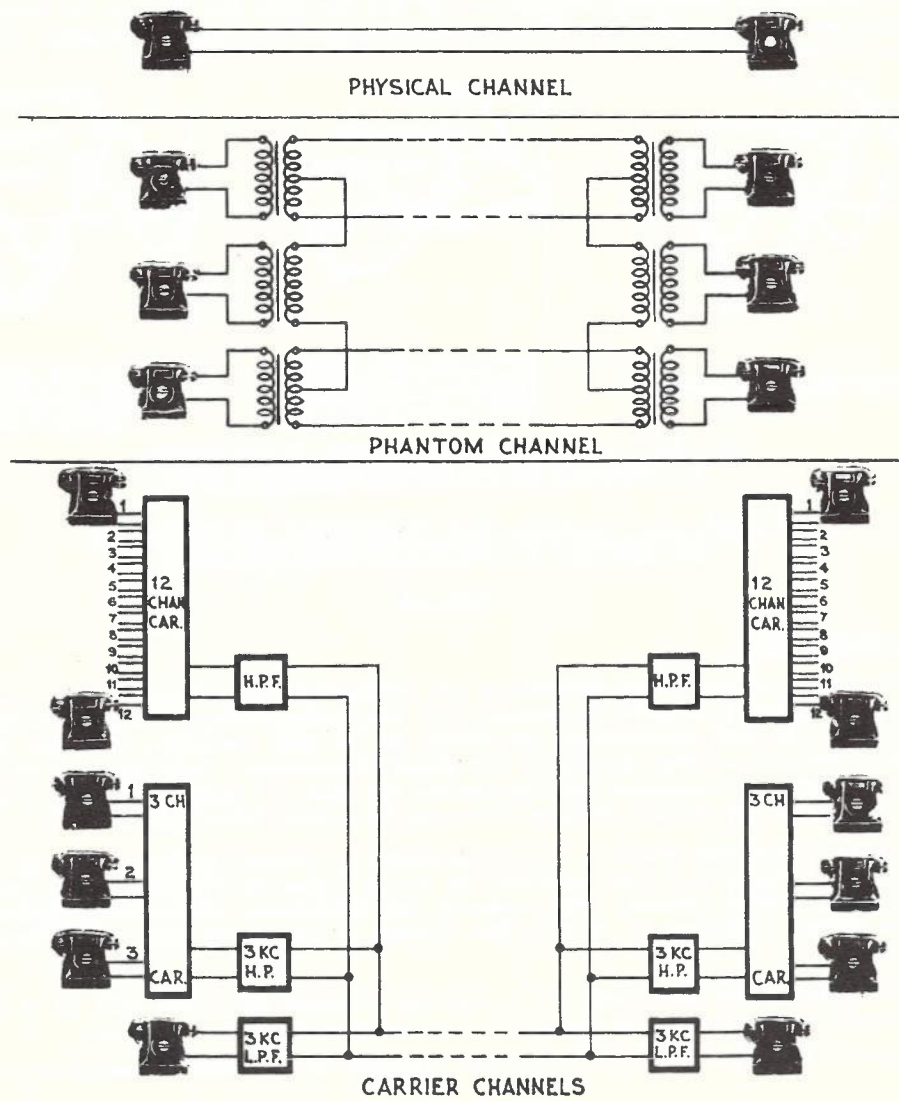 PHYSICAL CHANNEL
PHANTOM CHANNEL
1
2
3
4
5
6
7
8
9
10
11
12
12
CHAN
CAR.
H.P.F.
H.P.F.
12
CHAN
CAR.
1
2
3
4
5
6
7
8
9
10
11
12
1
2
3
3 CH
CAR.
3 KC
H.P.
3 KC
H.P.
3 CH
CAR.
3 KC
L.P.F.
3 KC
L.P.F.
CARRIER CHANNELS